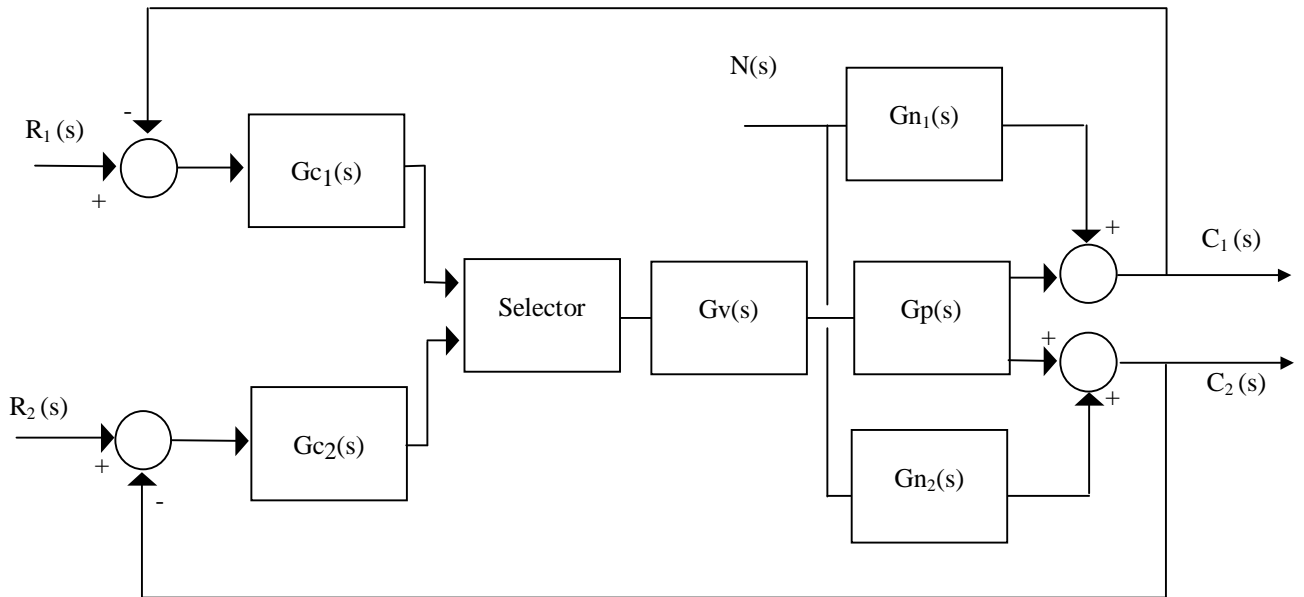 N(s)
Gn₁(s)
-
R₁(s)
+
Gc₁(s)
+
C₁(s)
Selector
Gv(s)
Gp(s)
+
R₂(s)
+
-
Gc₂(s)
+
C₂(s)
Gn₂(s)